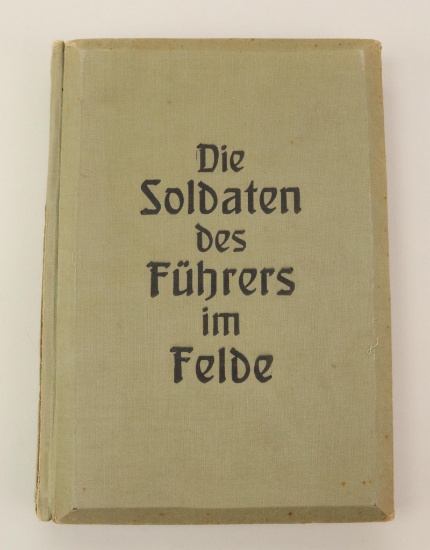 Die
Soldaten
des
Führers
im
Felde